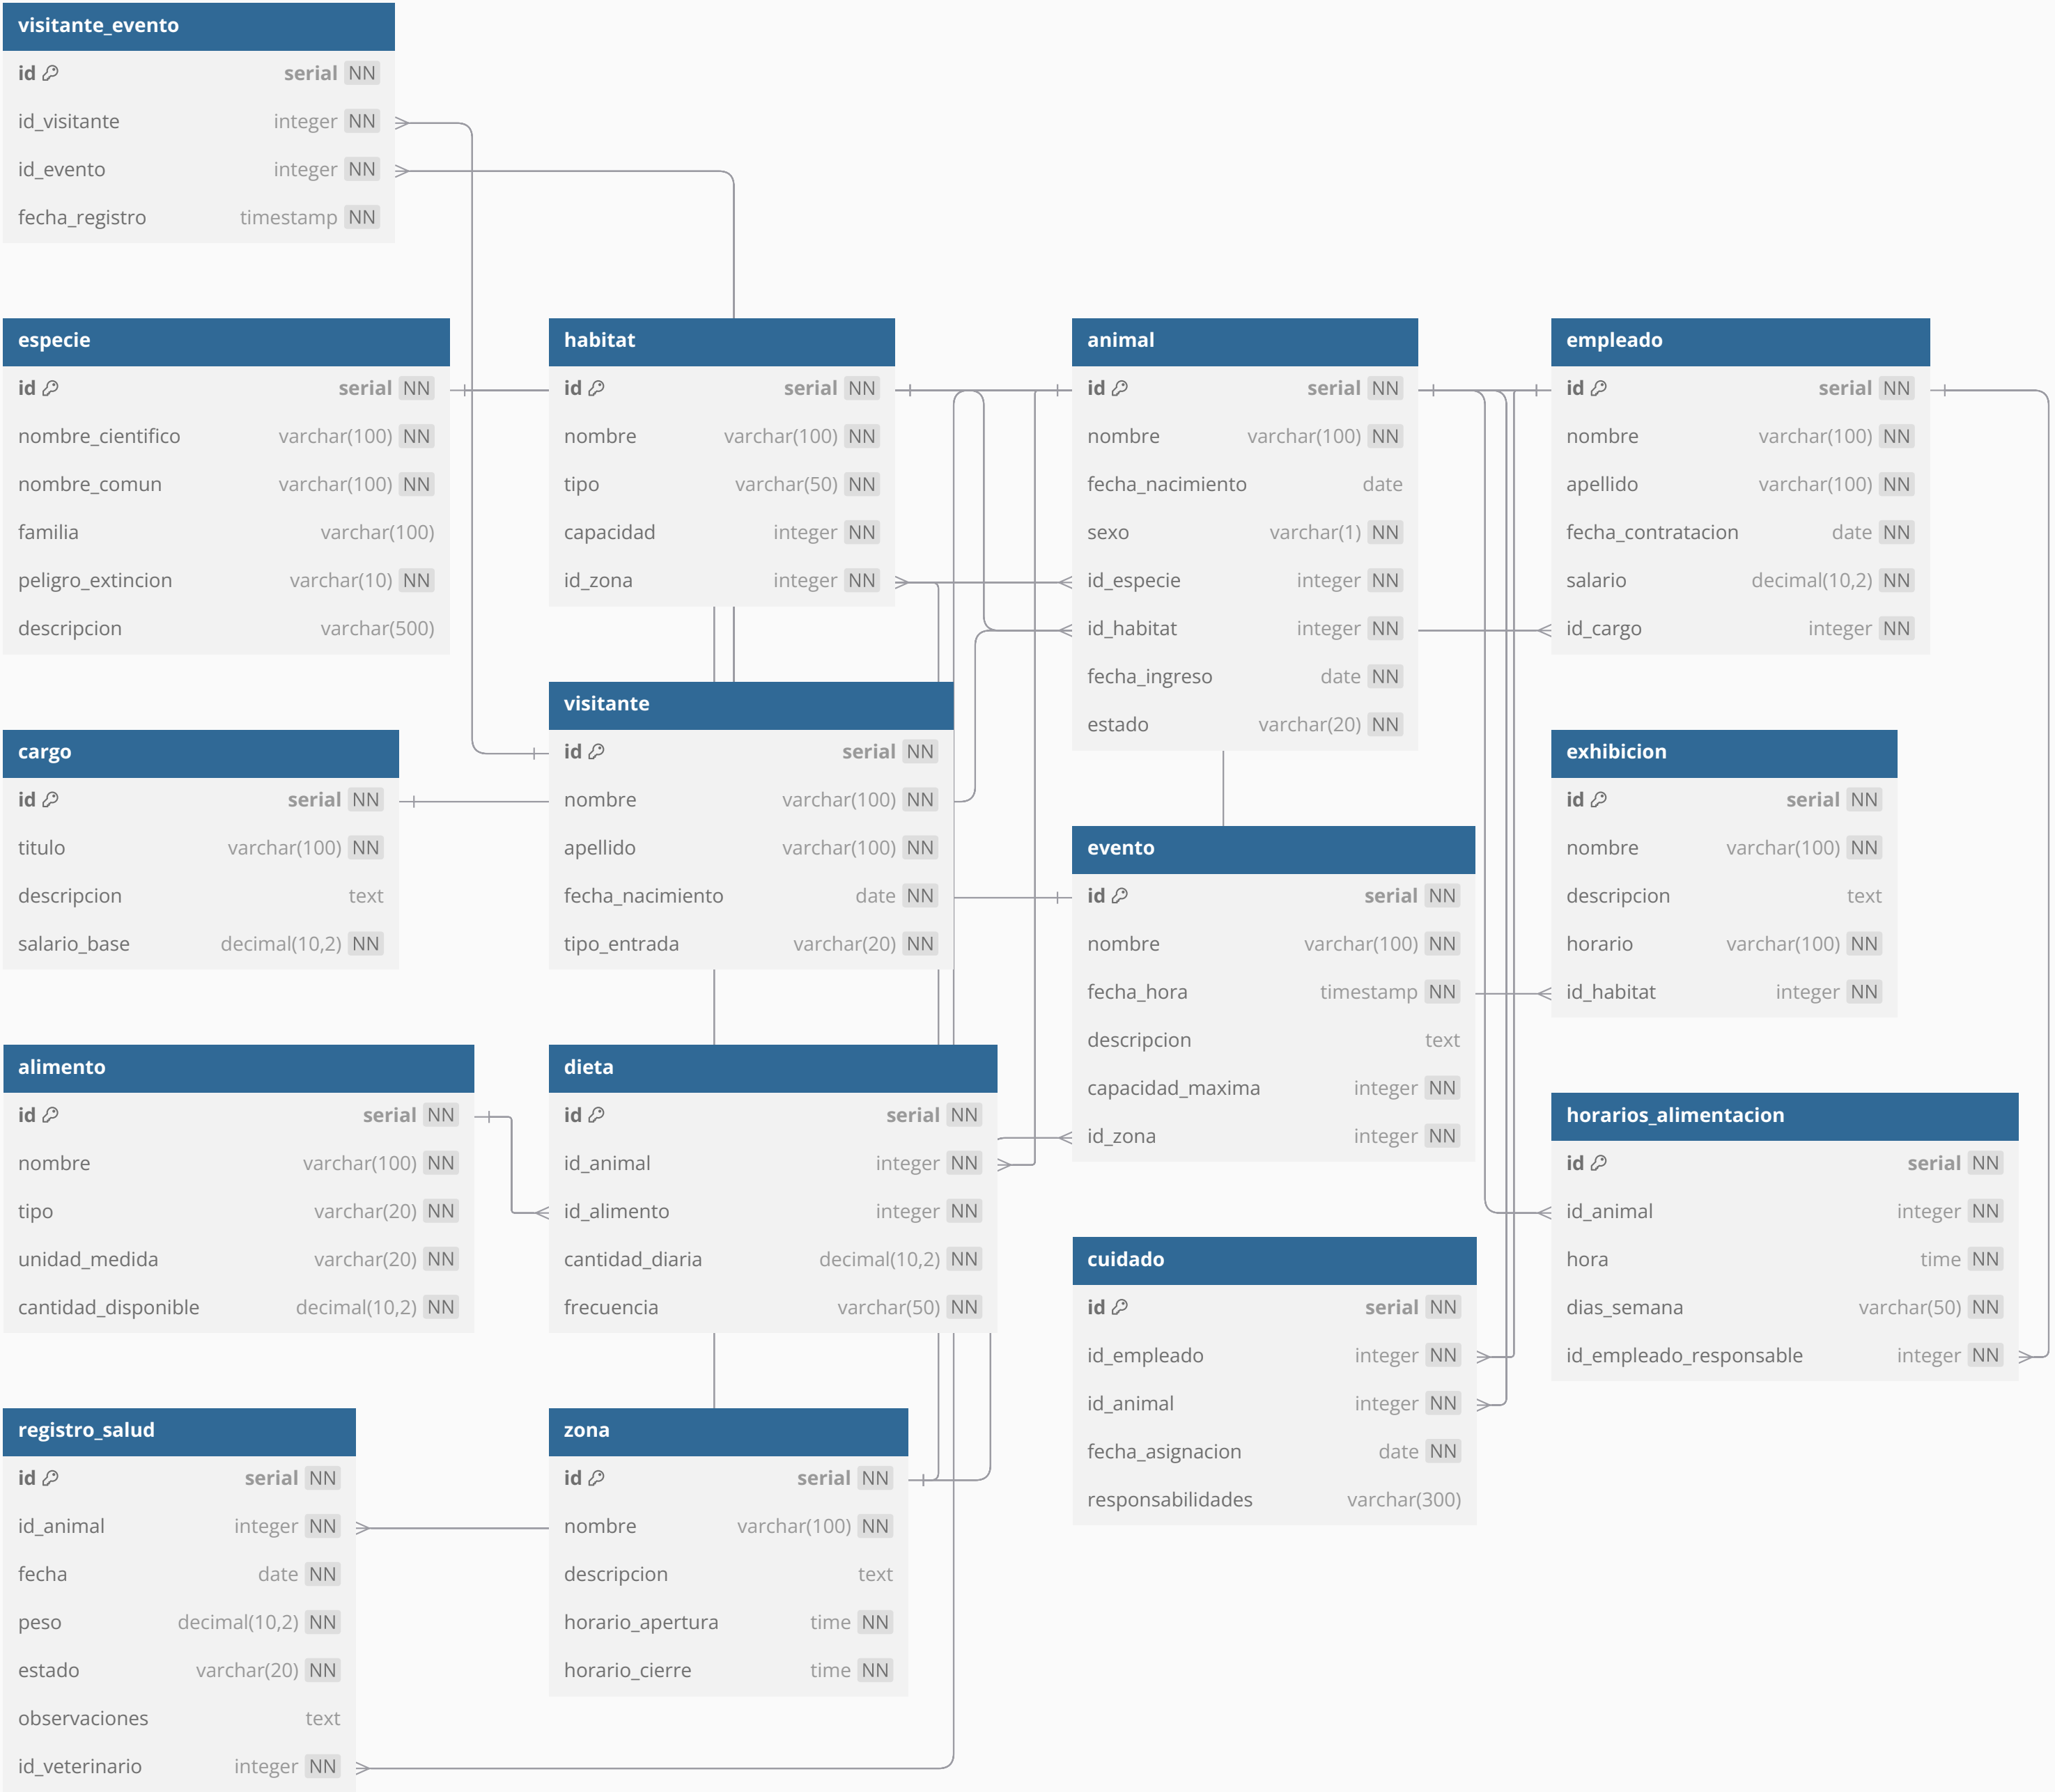 visitante_evento
id serial NN
id_visitante integer NN
id_evento integer NN
fecha_registro timestamp NN
especie
id serial NN
nombre_cientifico varchar(100) NN
nombre_comun varchar(100) NN
familia varchar(100)
peligro_extincion varchar(10) NN
descripcion varchar(500)
habitat
id serial NN
nombre varchar(100) NN
tipo varchar(50) NN
capacidad integer NN
id_zona integer NN
animal
id serial NN
nombre varchar(100) NN
fecha_nacimiento date
sexo varchar(1) NN
id_especie integer NN
id_habitat integer NN
fecha_ingreso date NN
estado varchar(20) NN
empleado
id serial NN
nombre varchar(100) NN
apellido varchar(100) NN
fecha_contratacion date NN
salario decimal(10,2) NN
id_cargo integer NN
cargo
id serial NN
titulo varchar(100) NN
descripcion text
salario_base decimal(10,2) NN
visitante
id serial NN
nombre varchar(100) NN
apellido varchar(100) NN
fecha_nacimiento date NN
tipo_entrada varchar(20) NN
evento
id serial NN
nombre varchar(100) NN
fecha_hora timestamp NN
descripcion text
capacidad_maxima integer NN
id_zona integer NN
exhibicion
id serial NN
nombre varchar(100) NN
descripcion text
horario varchar(100) NN
id_habitat integer NN
alimento
id serial NN
nombre varchar(100) NN
tipo varchar(20) NN
unidad_medida varchar(20) NN
cantidad_disponible decimal(10,2) NN
dieta
id serial NN
id_animal integer NN
id_alimento integer NN
cantidad_diaria decimal(10,2) NN
frecuencia varchar(50) NN
cuidado
id serial NN
id_empleado integer NN
id_animal integer NN
fecha_asignacion date NN
responsabilidades varchar(300)
horarios_alimentacion
id serial NN
id_animal integer NN
hora time NN
dias_semana varchar(50) NN
id_empleado_responsable integer NN
registro_salud
id serial NN
id_animal integer NN
fecha date NN
peso decimal(10,2) NN
estado varchar(20) NN
observaciones text
id_veterinario integer NN
zona
id serial NN
nombre varchar(100) NN
descripcion text
horario_apertura time NN
horario_cierre time NN